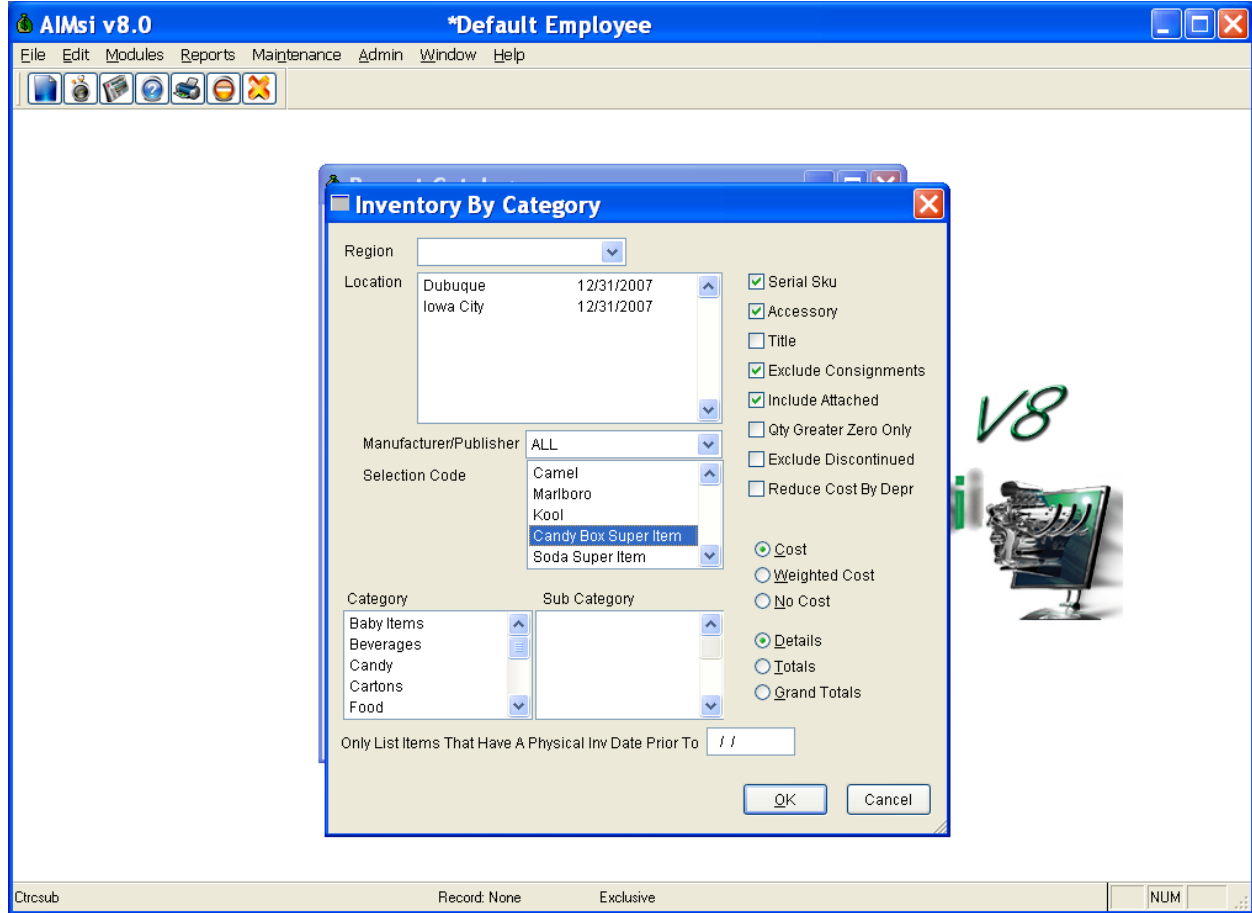 AIMsi v8.0 *Default Employee
File Edit Modules Reports Maintenance Admin Window Help
Inventory By Category
Region
Location Dubuque 12/31/2007
Iowa City 12/31/2007
Serial Sku
Accessory
Title
Exclude Consignments
Include Attached
Qty Greater Zero Only
Exclude Discontinued
Reduce Cost By Depr
Manufacturer/Publisher ALL
Selection Code Camel
Marlboro
Kool
Candy Box Super Item
Soda Super Item
Cost
Weighted Cost
No Cost
Category Sub Category
Baby Items
Beverages
Candy
Cartons
Food
Details
Totals
Grand Totals
Only List Items That Have A Physical Inv Date Prior To / /
OK Cancel
v8
Ctrcsub Record: None Exclusive NUM